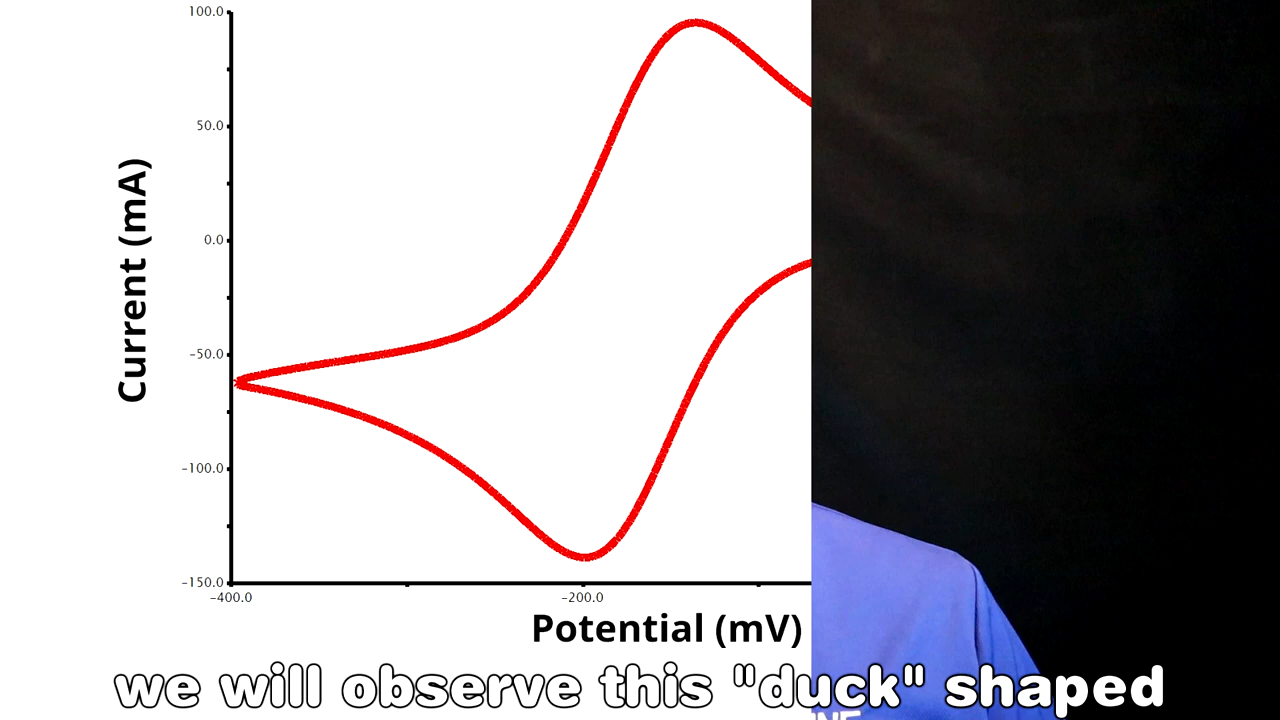 100.0
50.0
0.0
-50.0
-100.0
-150.0
Current (mA)
-400.0
-200.0
Potential (mV)
we will observe this "duck" shaped